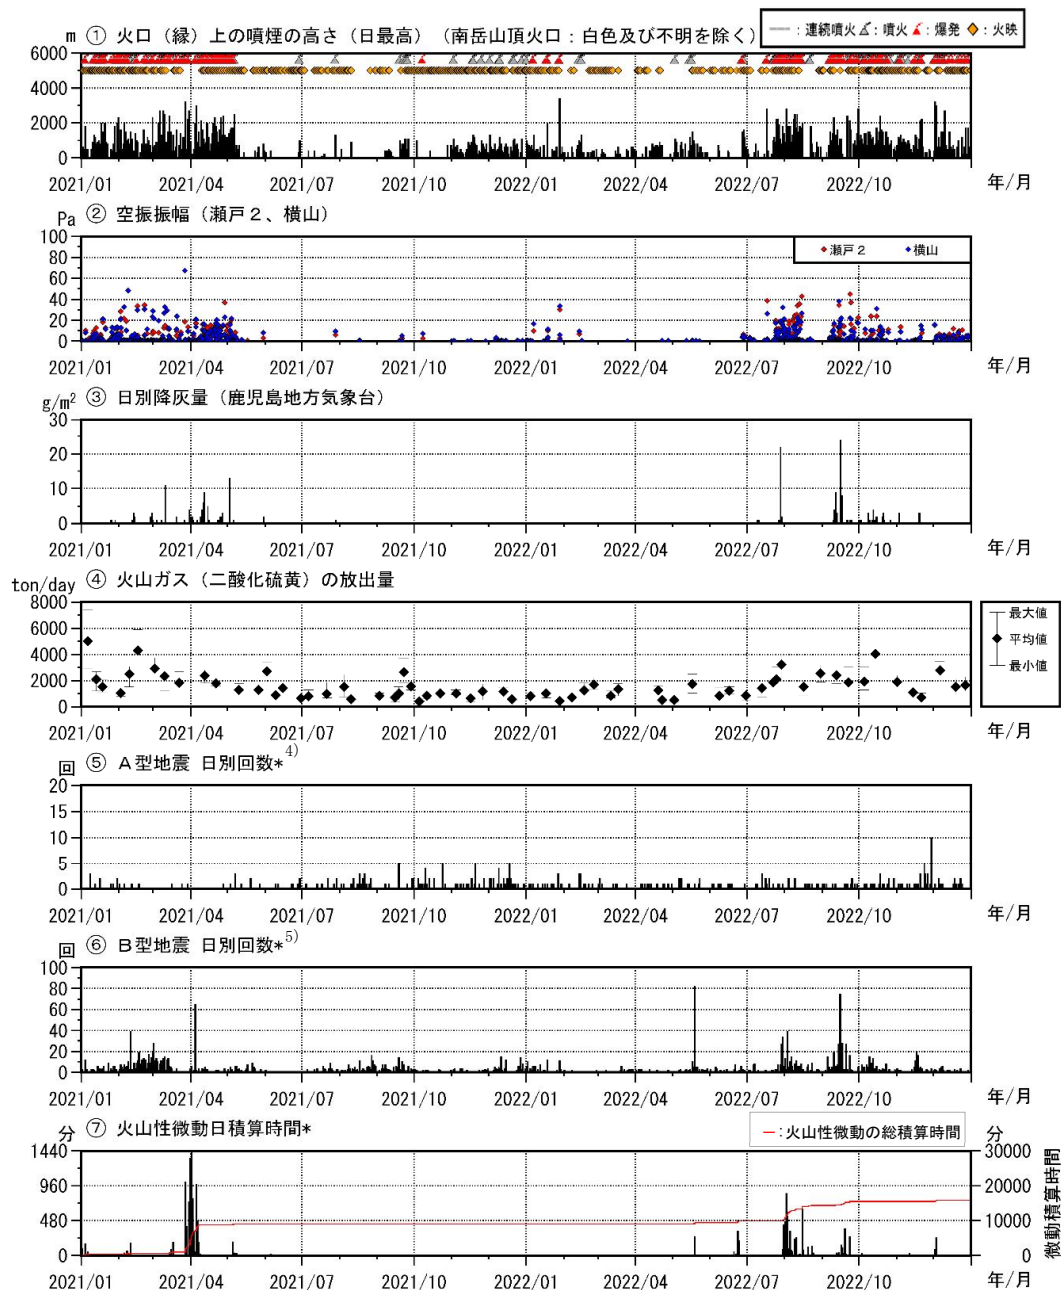 m ① 火口（縁）上の噴煙の高さ（日最高）（南岳山頂火口：白色及び不明を除く） ：連続噴火 ：噴火 ：爆発 ：火映
6000
4000
2000
0
2021/01 2021/04 2021/07 2021/10 2022/01 2022/04 2022/07 2022/10 年/月
Pa ② 空振振幅（瀬戸２、横山）
100
80
60
40
20
0
瀬戸２ 横山
2021/01 2021/04 2021/07 2021/10 2022/01 2022/04 2022/07 2022/10 年/月
g/m² ③ 日別降灰量（鹿児島地方気象台）
30
20
10
0
2021/01 2021/04 2021/07 2021/10 2022/01 2022/04 2022/07 2022/10 年/月
ton/day ④ 火山ガス（二酸化硫黄）の放出量
8000
6000
4000
2000
0
最大値
平均値
最小値
2021/01 2021/04 2021/07 2021/10 2022/01 2022/04 2022/07 2022/10 年/月
回 ⑤ Ａ型地震 日別回数*4)
20
15
10
5
0
2021/01 2021/04 2021/07 2021/10 2022/01 2022/04 2022/07 2022/10 年/月
回 ⑥ Ｂ型地震 日別回数*5)
100
80
60
40
20
0
2021/01 2021/04 2021/07 2021/10 2022/01 2022/04 2022/07 2022/10 年/月
分 ⑦ 火山性微動日積算時間* ：火山性微動の総積算時間 分
1440
960
480
0
30000
20000
10000
0
微動積算時間
2021/01 2021/04 2021/07 2021/10 2022/01 2022/04 2022/07 2022/10 年/月